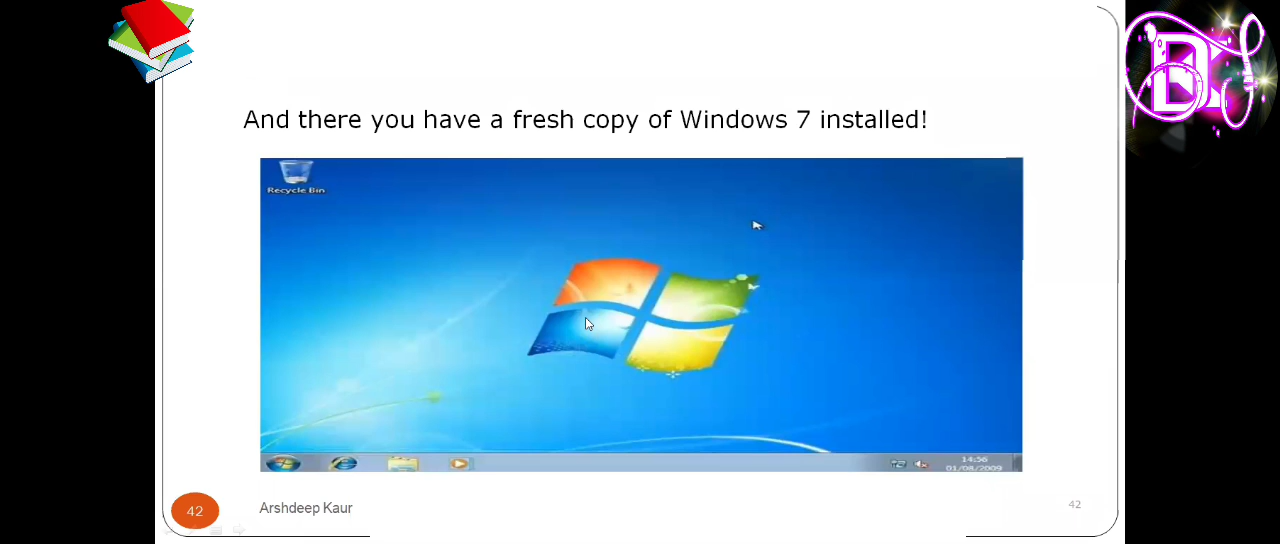 And there you have a fresh copy of Windows 7 installed!
Recycle Bin
14:56
01/08/2009
42
Arshdeep Kaur
42